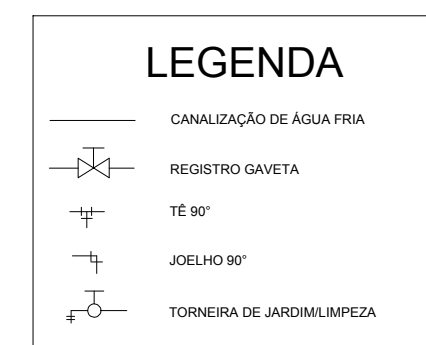 LEGENDA
CANALIZAÇÃO DE ÁGUA FRIA
REGISTRO GAVETA
TÊ 90°
JOELHO 90°
TORNEIRA DE JARDIM/LIMPEZA